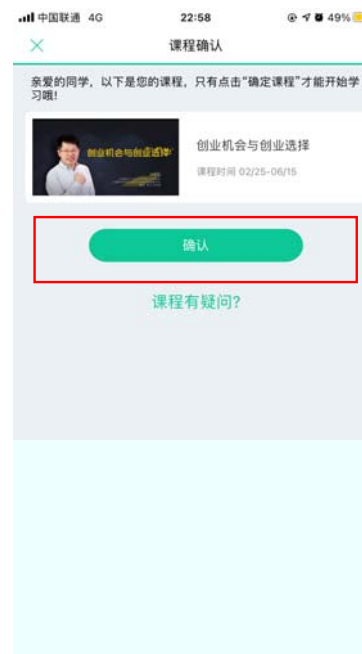 中国联通 4G 22:58 49%
课程确认
亲爱的同学，以下是您的课程，只有点击“确定课程”才能开始学
习哦!
创业机会与创业选择
创业机会与创业选择
课程时间 02/25-06/15
确认
课程有疑问?